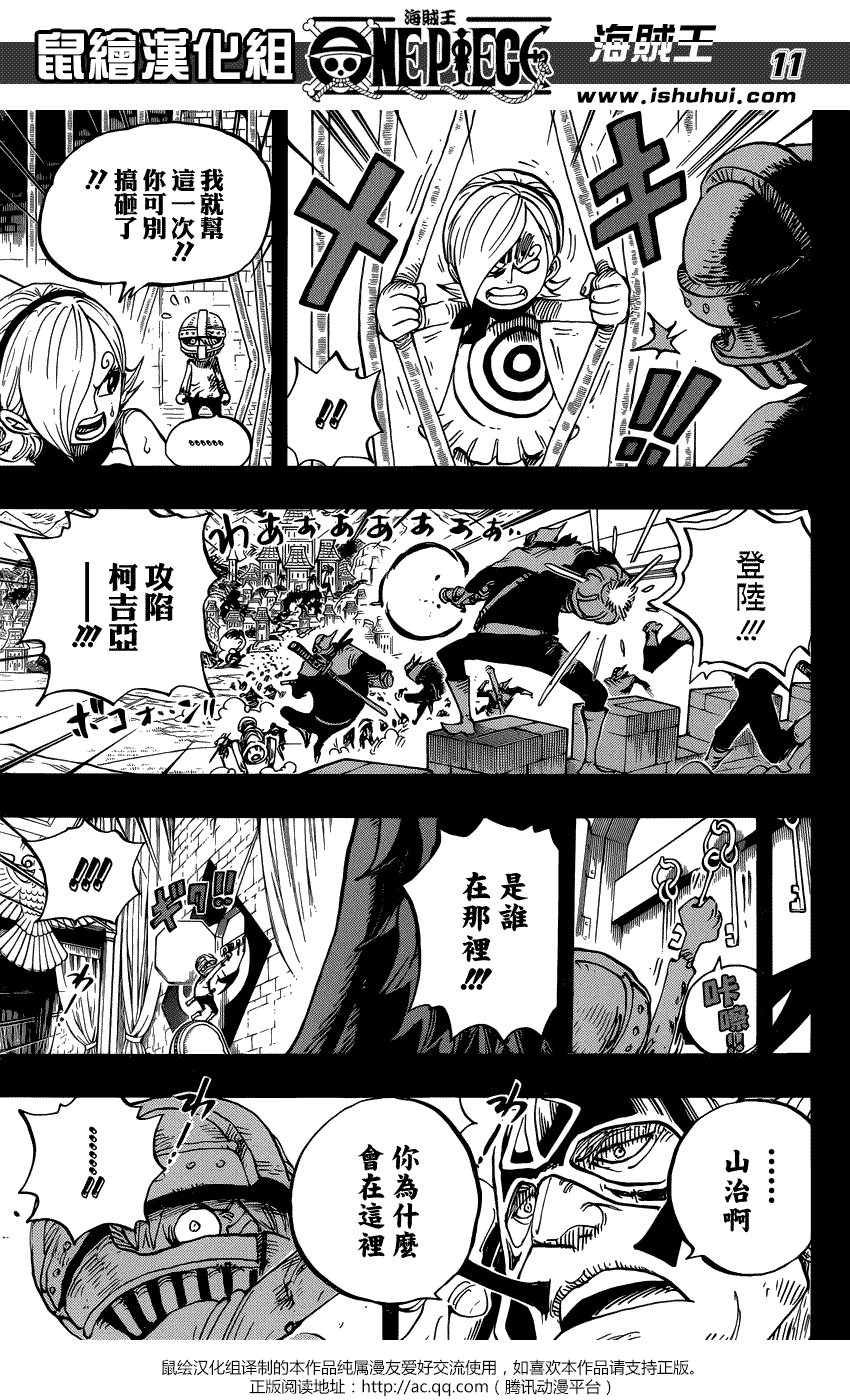 鼠繪漢化組
海賊王
ONE PIECE
海賊王
11
www.ishuhui.com
キキ
!!
!!
我就幫
這一次!!
你可別
搞砸了
!!
………
登陸!!!
わあああああああ
攻陷
柯吉亞
——!!!
ボコォ…ン!!
咔嚓!!
是誰
在那裡
!!!
ギクッ!!
!!!
……
山治啊
你為什麼
會在這裡
……!!
鼠绘汉化组译制的本作品纯属漫友爱好交流使用，如喜欢本作品请支持正版。
正版阅读地址：http://ac.qq.com（腾讯动漫平台）